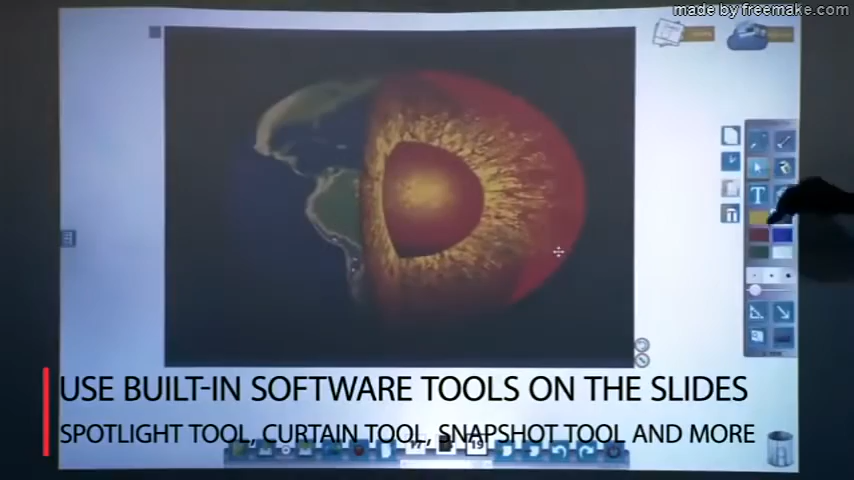 made by freemake.com
T
USE BUILT-IN SOFTWARE TOOLS ON THE SLIDES
SPOTLIGHT TOOL, CURTAIN TOOL, SNAPSHOT TOOL AND MORE
19